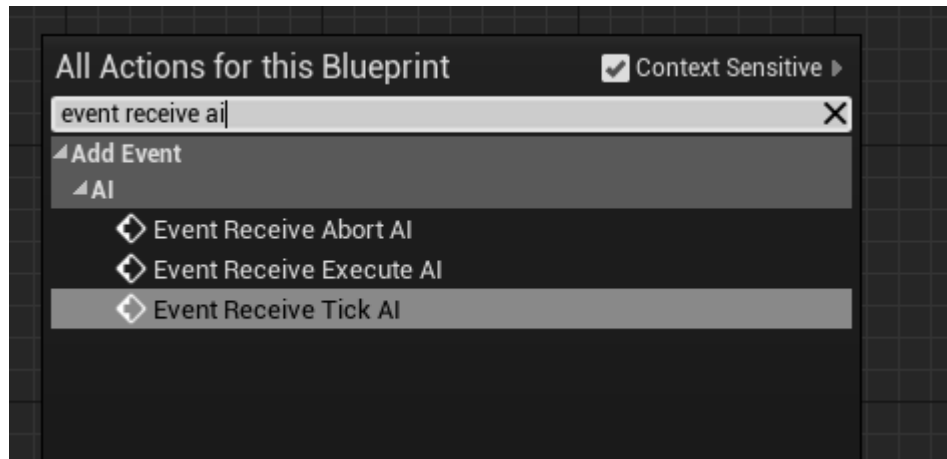 All Actions for this Blueprint Context Sensitive
event receive ai
Add Event
AI
Event Receive Abort AI
Event Receive Execute AI
Event Receive Tick AI